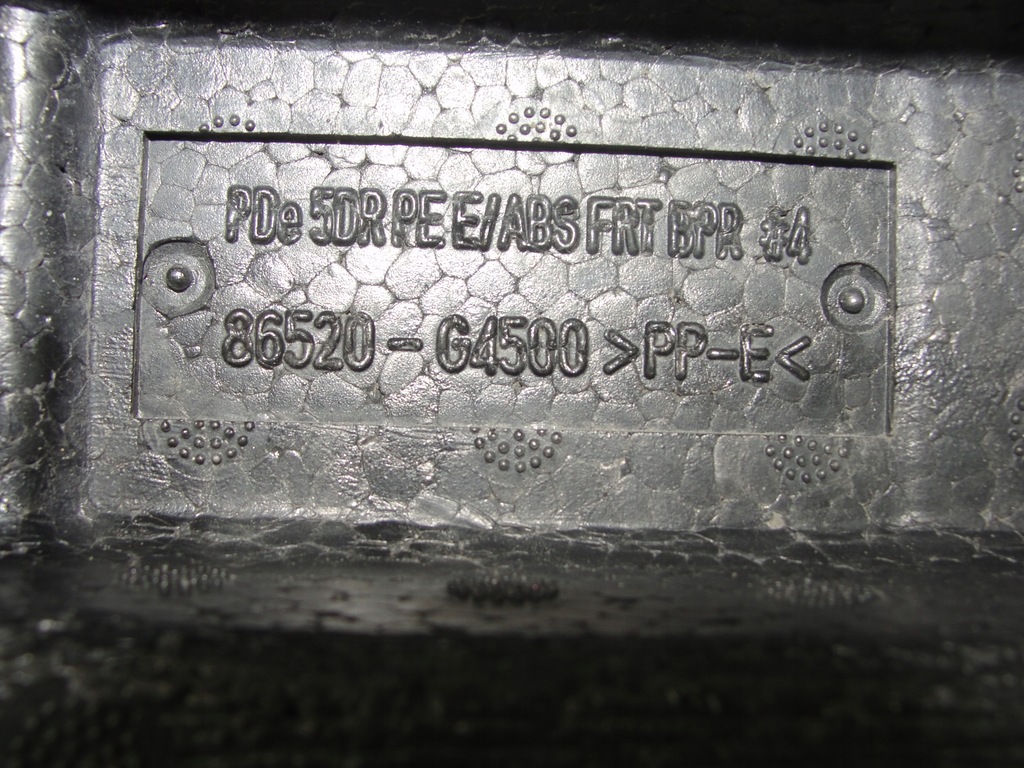 PDe 5DR PE E/ABS FRT BPR #4
86520-G4500 >PP-E<